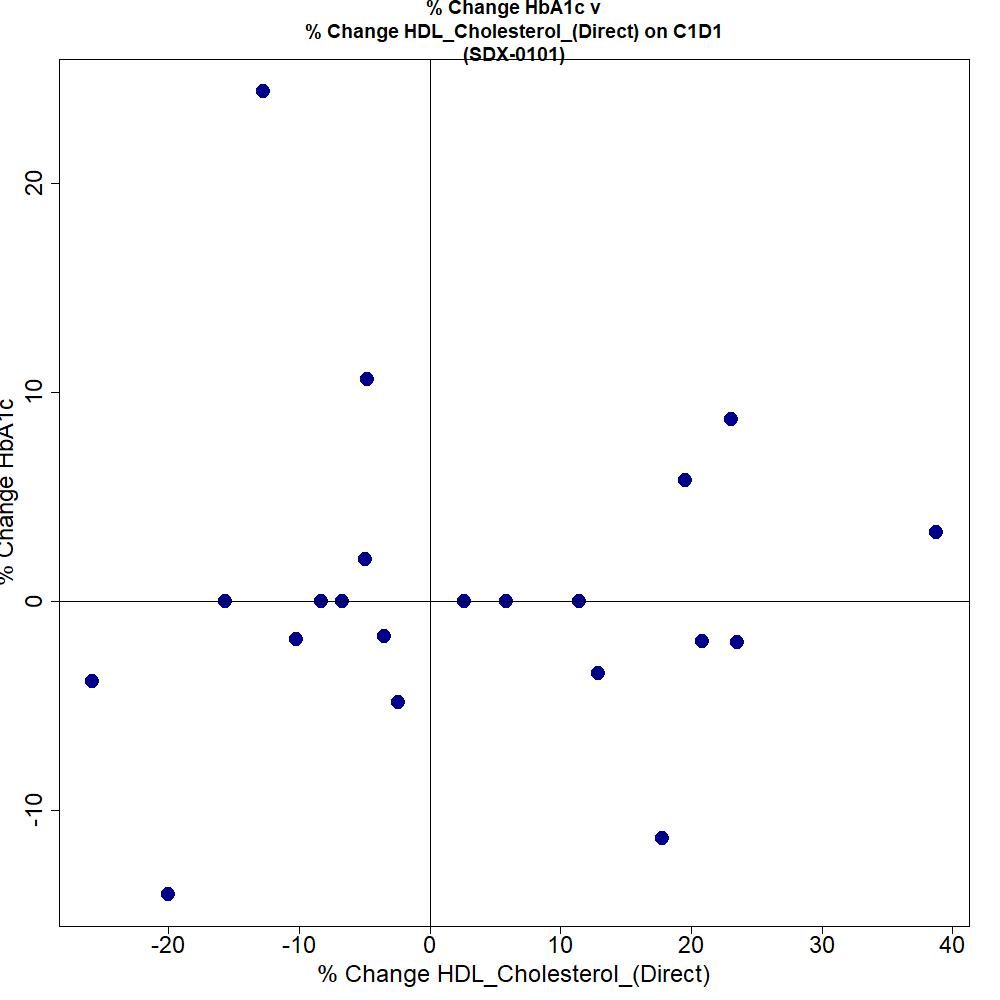 % Change HbA1c v
% Change HDL_Cholesterol_(Direct) on C1D1
(SDX-0101)
% Change HbA1c
20
10
0
-10
-20
-10
0
10
20
30
40
% Change HDL_Cholesterol_(Direct)